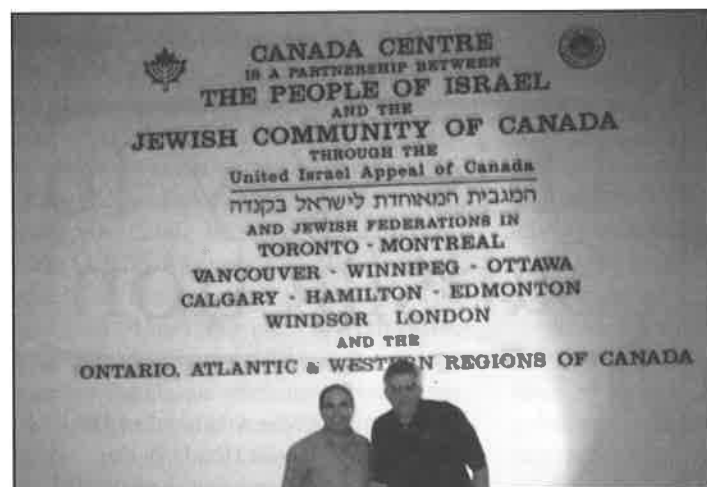 CANADA CENTRE
IS A PARTNERSHIP BETWEEN
THE PEOPLE OF ISRAEL
AND THE
JEWISH COMMUNITY OF CANADA
THROUGH THE
United Israel Appeal of Canada
המגבית המאוחדת לישראל בקנדה
AND JEWISH FEDERATIONS IN
TORONTO · MONTREAL
VANCOUVER · WINNIPEG · OTTAWA
CALGARY · HAMILTON · EDMONTON
WINDSOR LONDON
AND THE
ONTARIO, ATLANTIC & WESTERN REGIONS OF CANADA